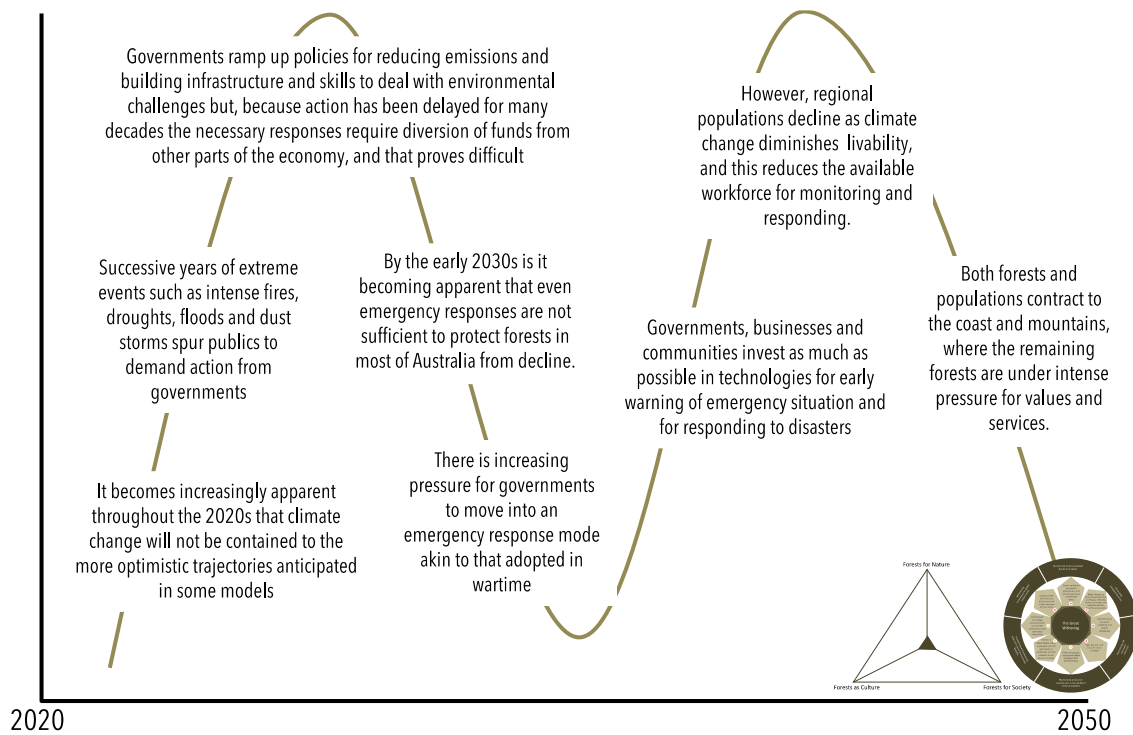 Governments ramp up policies for reducing emissions and
building infrastructure and skills to deal with environmental
challenges but, because action has been delayed for many
decades the necessary responses require diversion of funds from
other parts of the economy, and that proves difficult
However, regional
populations decline as climate
change diminishes livability,
and this reduces the available
workforce for monitoring and
responding.
Successive years of extreme
events such as intense fires,
droughts, floods and dust
storms spur publics to
demand action from
governments
By the early 2030s is it
becoming apparent that even
emergency responses are not
sufficient to protect forests in
most of Australia from decline.
Both forests and
populations contract to
the coast and mountains,
where the remaining
forests are under intense
pressure for values and
services.
Governments, businesses and
communities invest as much as
possible in technologies for early
warning of emergency situation and
for responding to disasters
It becomes increasingly apparent
throughout the 2020s that climate
change will not be contained to the
more optimistic trajectories anticipated
in some models
There is increasing
pressure for governments
to move into an
emergency response mode
akin to that adopted in
wartime
Forests for Nature
Forests as Culture
Forests for Society
The Great
Withering
2020
2050